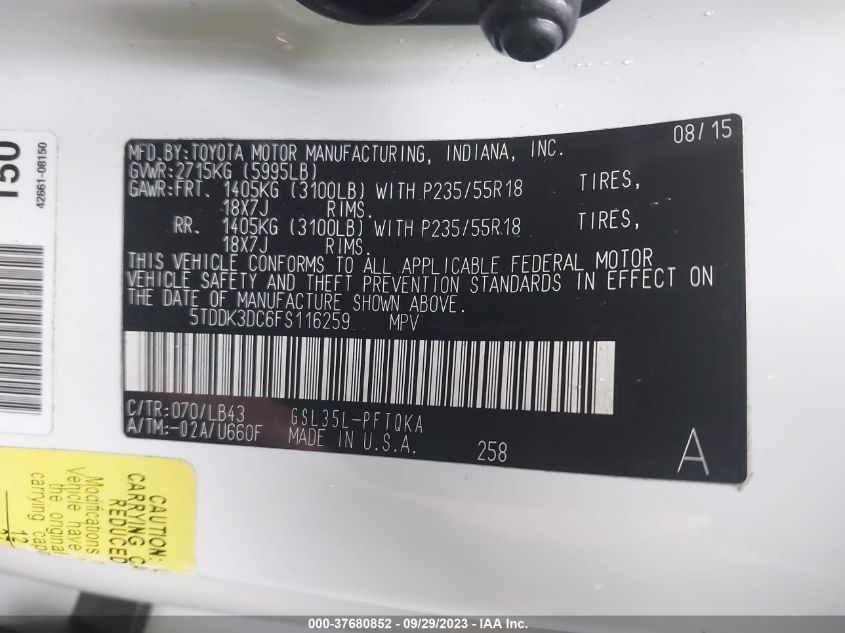 08/15
MFD.BY:TOYOTA MOTOR MANUFACTURING, INDIANA, INC.
GVWR:2715KG (5995LB)
GAWR:FRT. 1405KG (3100LB) WITH P235/55R18 TIRES,
18X7J RIMS.
RR. 1405KG (3100LB) WITH P235/55R18 TIRES,
18X7J RIMS.
THIS VEHICLE CONFORMS TO ALL APPLICABLE FEDERAL MOTOR
VEHICLE SAFETY AND THEFT PREVENTION STANDARDS IN EFFECT ON
THE DATE OF MANUFACTURE SHOWN ABOVE.
5TDDK3DC6FS116259 MPV
C/TR:070/LB43 GSL35L-PFTQKA
A/TM:-02A/U660F MADE IN U.S.A. 258 A
150
42661-08150
CAUTION:
CARRYING
REDUCED
Modifications
Vehicle have
the original
carrying
12
000-37680852 - 09/29/2023 - IAA Inc.